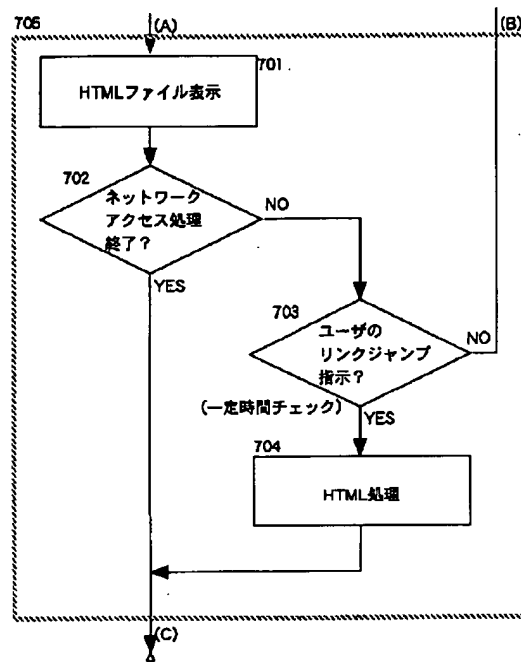 705
(A)
(B)
701
HTMLファイル表示
702
ネットワーク
アクセス処理
終了?
NO
YES
703
ユーザの
リンクジャンプ
指示?
NO
(一定時間チェック)
YES
704
HTML処理
(C)